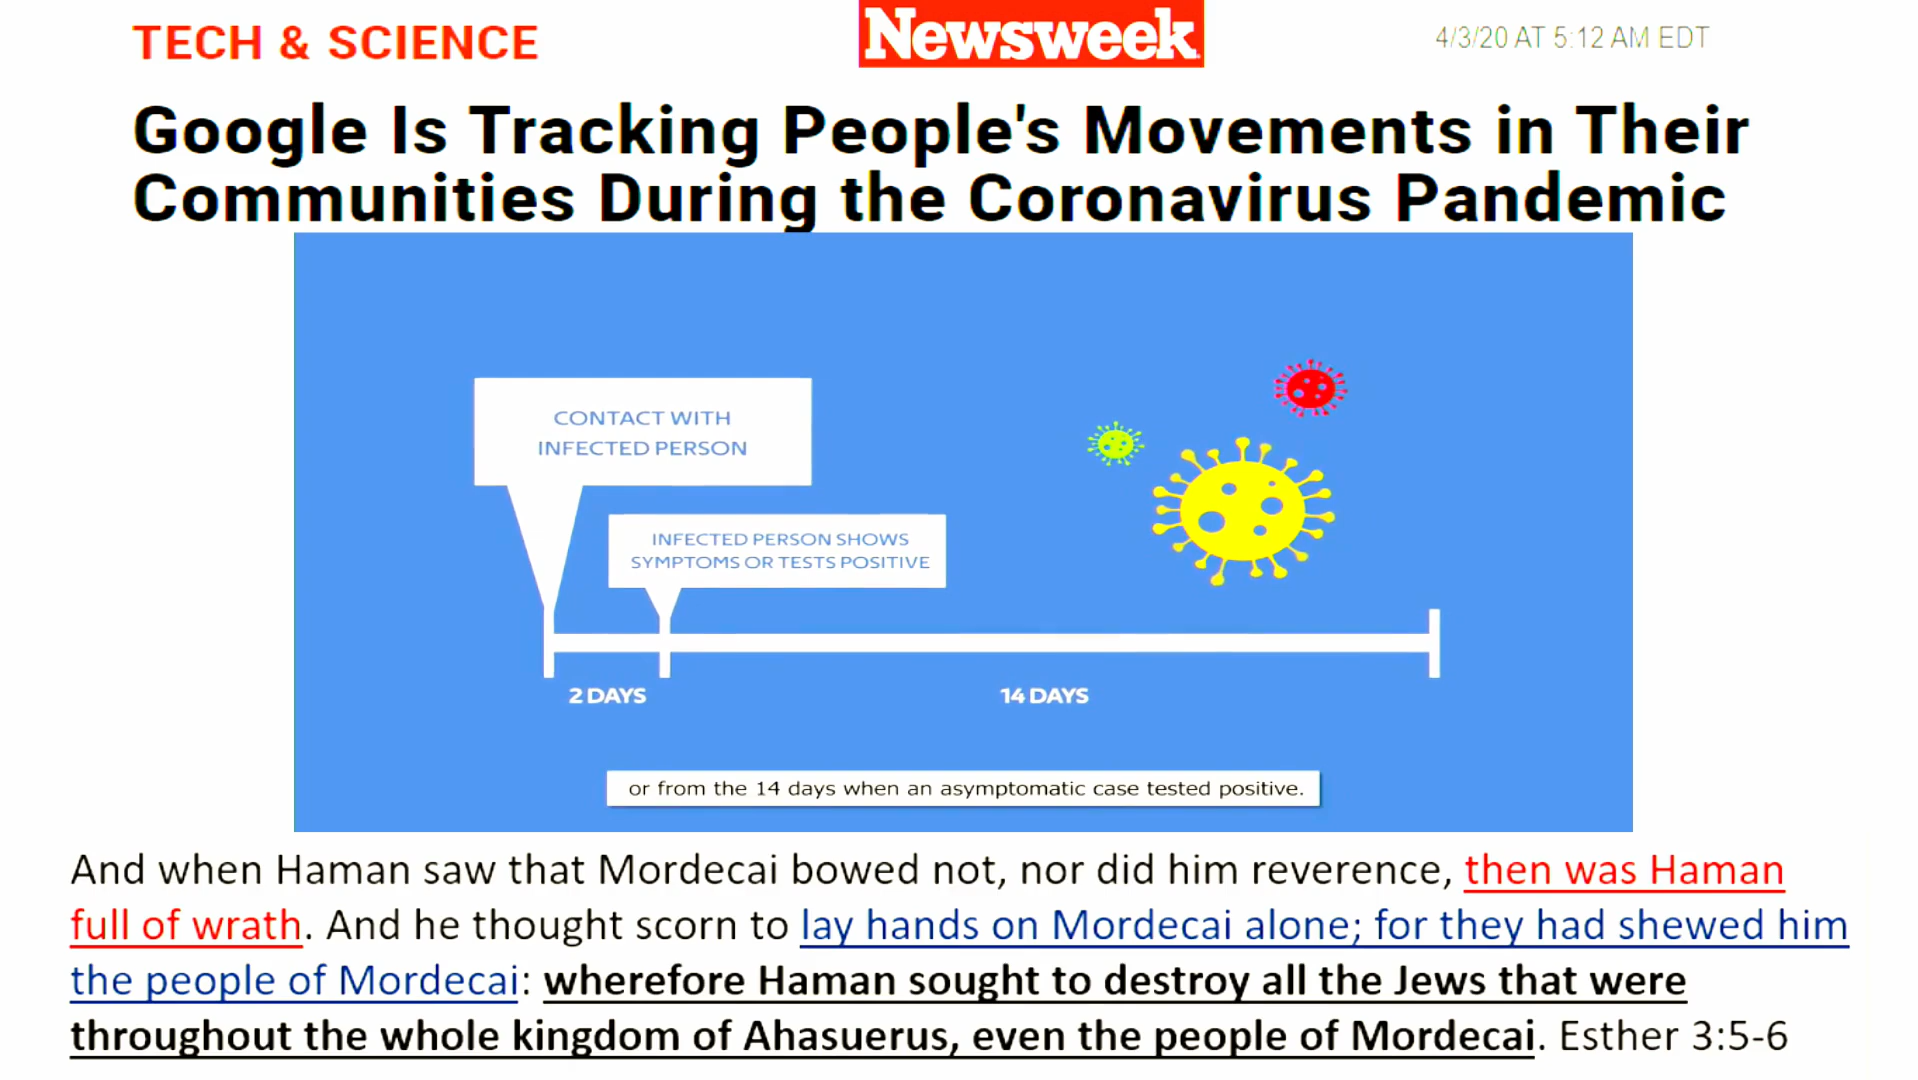 TECH & SCIENCE
Newsweek
4/3/20 AT 5:12 AM EDT
Google Is Tracking People's Movements in Their
Communities During the Coronavirus Pandemic
CONTACT WITH
INFECTED PERSON
INFECTED PERSON SHOWS
SYMPTOMS OR TESTS POSITIVE
2 DAYS
14 DAYS
or from the 14 days when an asymptomatic case tested positive.
And when Haman saw that Mordecai bowed not, nor did him reverence, then was Haman
full of wrath. And he thought scorn to lay hands on Mordecai alone; for they had shewed him
the people of Mordecai: wherefore Haman sought to destroy all the Jews that were
throughout the whole kingdom of Ahasuerus, even the people of Mordecai. Esther 3:5-6